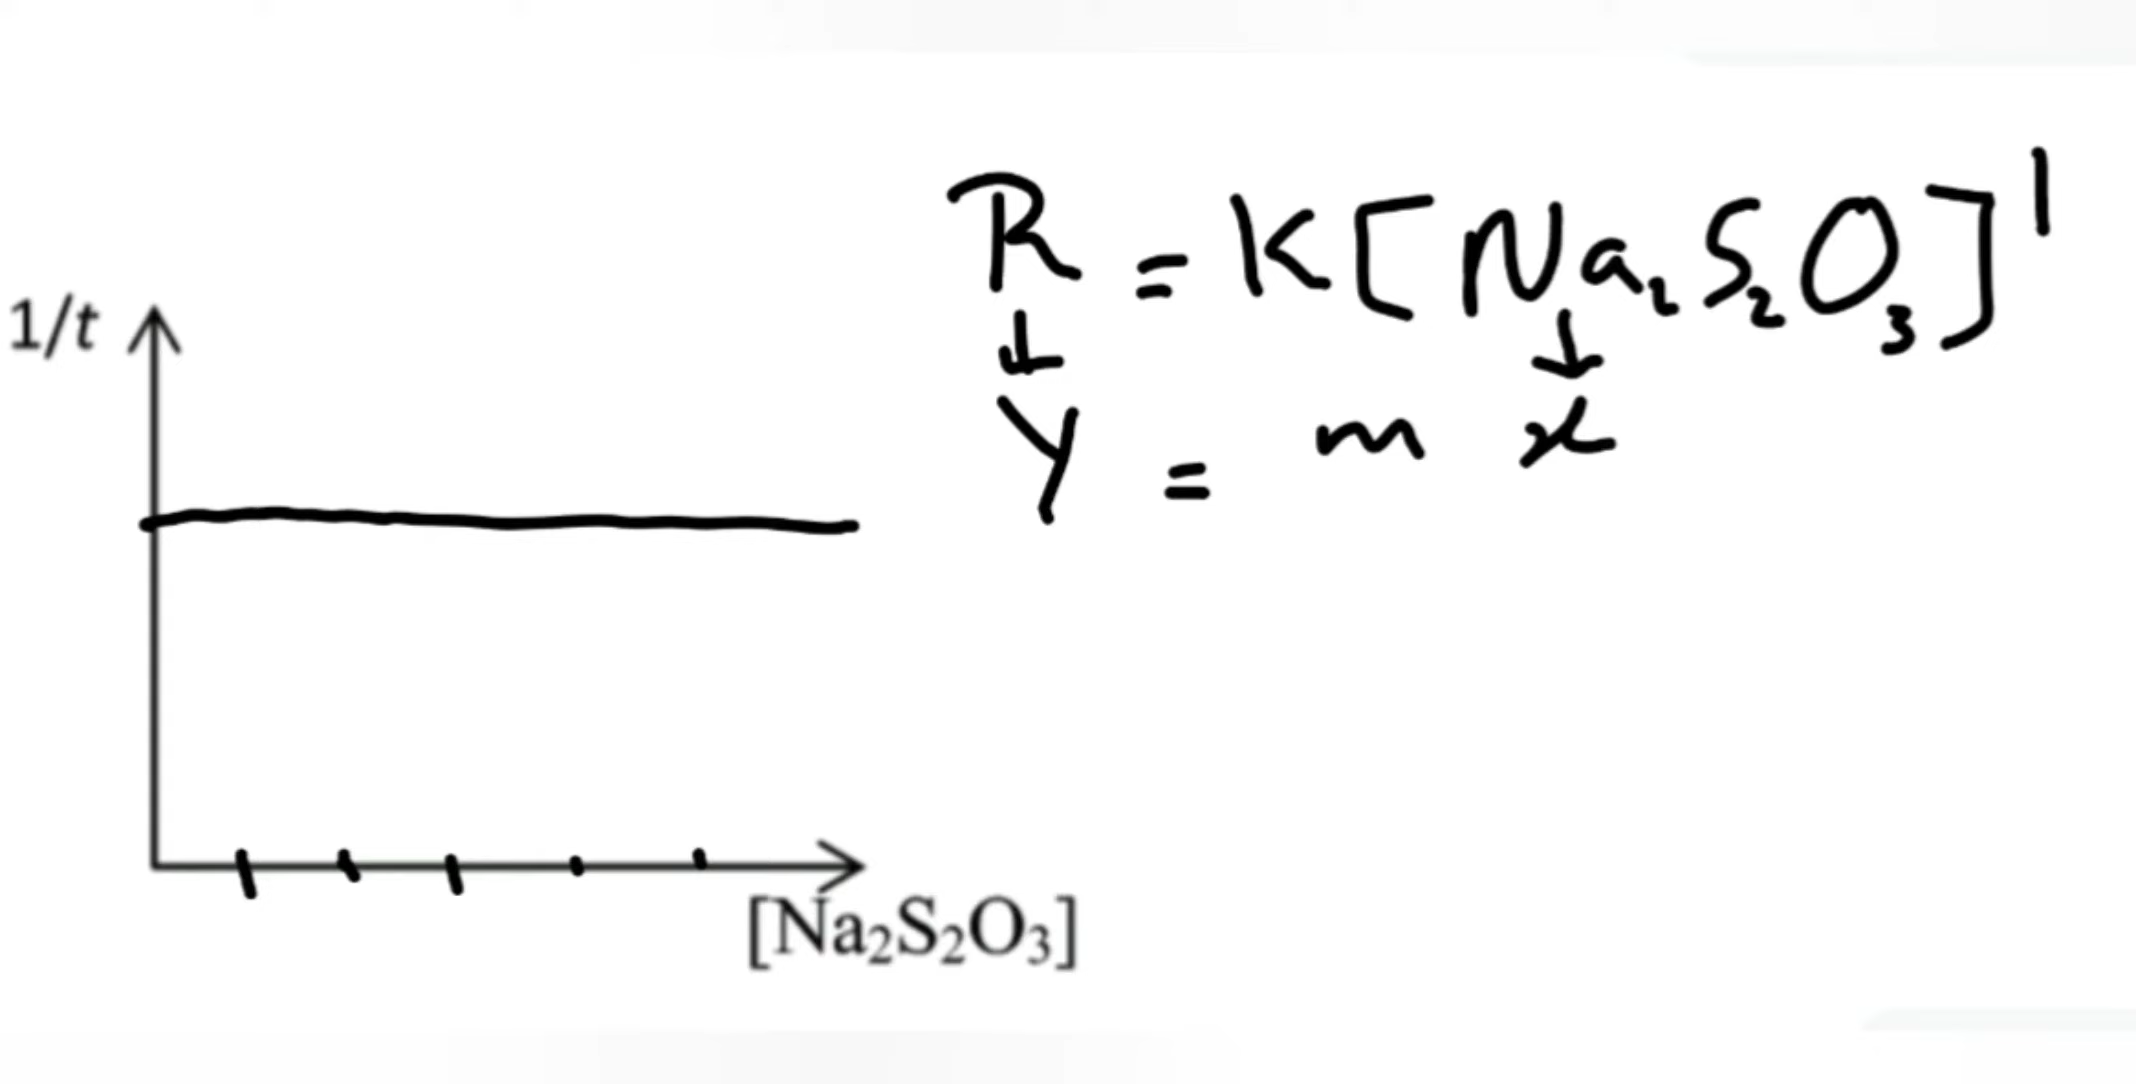 R = K[Na₂S₂O₃]¹
1/t
Y = m x
[Na₂S₂O₃]